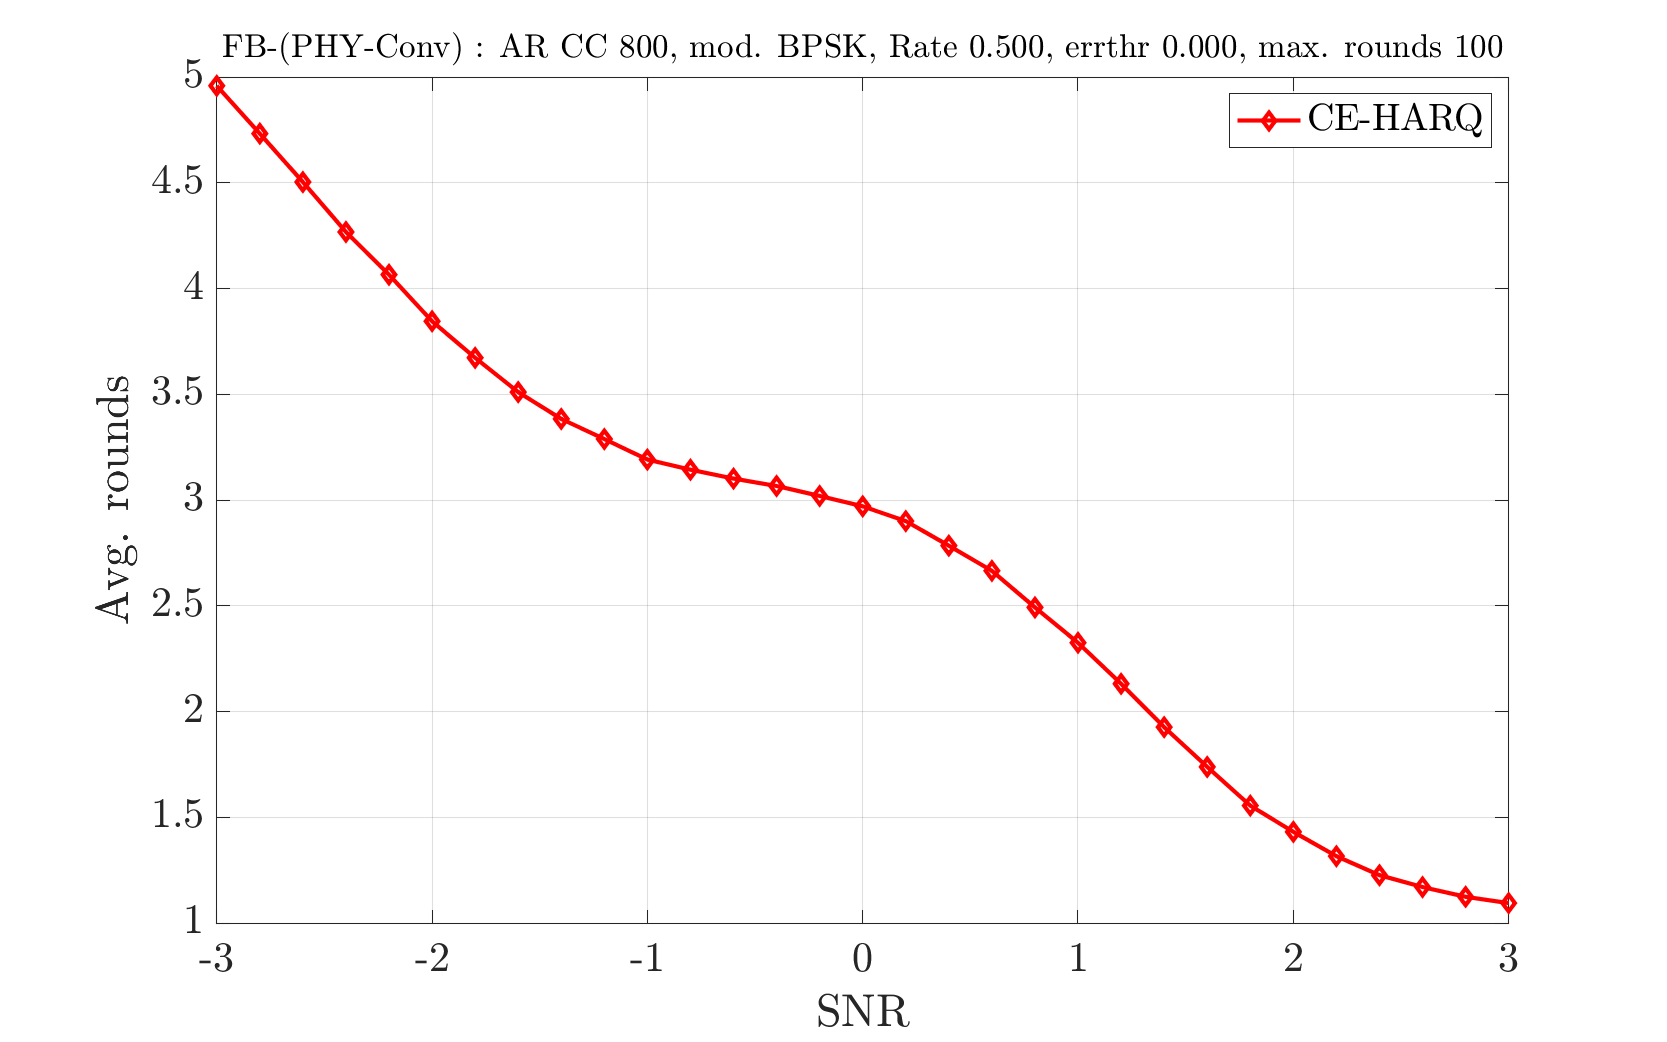 FB-(PHY-Conv) : AR CC 800, mod. BPSK, Rate 0.500, errthr 0.000, max. rounds 100
CE-HARQ
5
4.5
4
3.5
3
2.5
2
1.5
1
Avg. rounds
-3 -2 -1 0 1 2 3
SNR